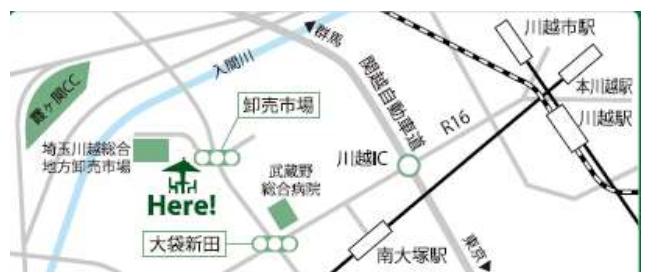 川越市駅
▲群馬
関越自動車道
入間川
本川越駅
霞ヶ関CC
卸売市場
川越駅
R16
埼玉川越総合
地方卸売市場
武蔵野
総合病院
川越IC
Here!
大袋新田
南大塚駅
東京▼